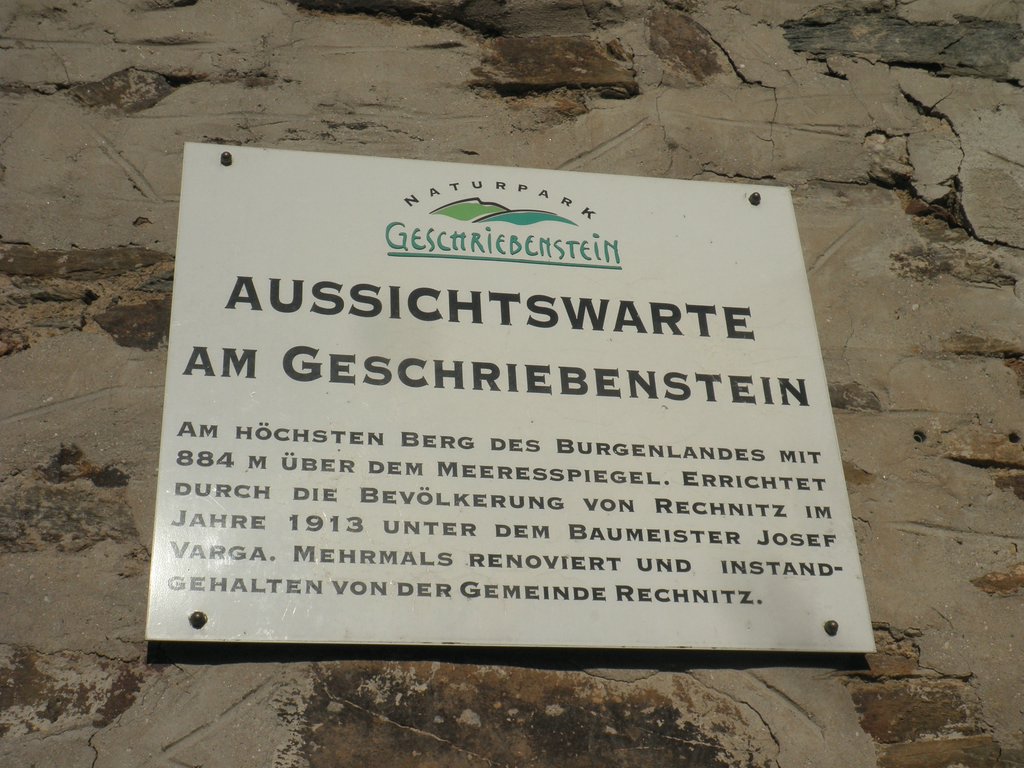 NATURPARK
GESCHRIEBENSTEIN
AUSSICHTSWARTE
AM GESCHRIEBENSTEIN
AM HÖCHSTEN BERG DES BURGENLANDES MIT
884 M ÜBER DEM MEERESSPIEGEL. ERRICHTET
DURCH DIE BEVÖLKERUNG VON RECHNITZ IM
JAHRE 1913 UNTER DEM BAUMEISTER JOSEF
VARGA. MEHRMALS RENOVIERT UND INSTAND-
GEHALTEN VON DER GEMEINDE RECHNITZ.